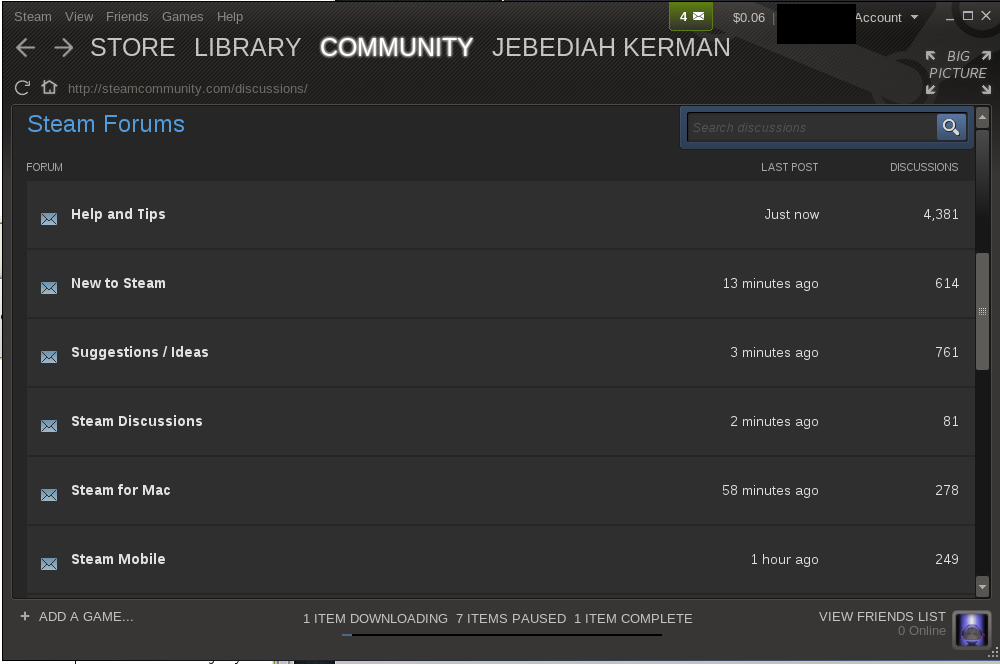 Steam View Friends Games Help 4 $0.06 | Account
STORE LIBRARY COMMUNITY JEBEDIAH KERMAN
BIG
PICTURE
http://steamcommunity.com/discussions/
Steam Forums Search discussions
FORUM LAST POST DISCUSSIONS
Help and Tips Just now 4,381
New to Steam 13 minutes ago 614
Suggestions / Ideas 3 minutes ago 761
Steam Discussions 2 minutes ago 81
Steam for Mac 58 minutes ago 278
Steam Mobile 1 hour ago 249
+ ADD A GAME... 1 ITEM DOWNLOADING 7 ITEMS PAUSED 1 ITEM COMPLETE VIEW FRIENDS LIST
0 Online